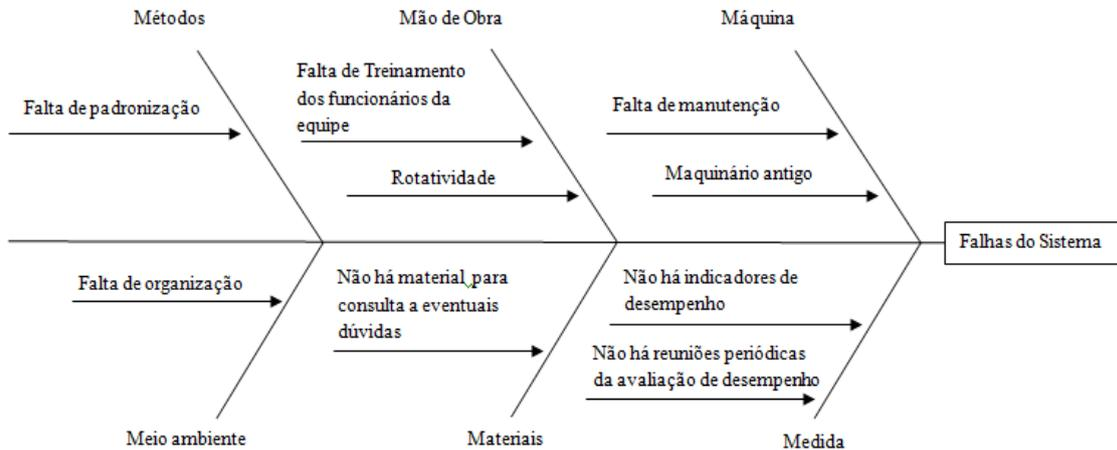 Métodos
Mão de Obra
Máquina
Falta de padronização
Falta de Treinamento
dos funcionários da
equipe
Rotatividade
Falta de manutenção
Maquinário antigo
Falhas do Sistema
Falta de organização
Não há material para
consulta a eventuais
dúvidas
Não há indicadores de
desempenho
Não há reuniões periódicas
da avaliação de desempenho
Meio ambiente
Materiais
Medida